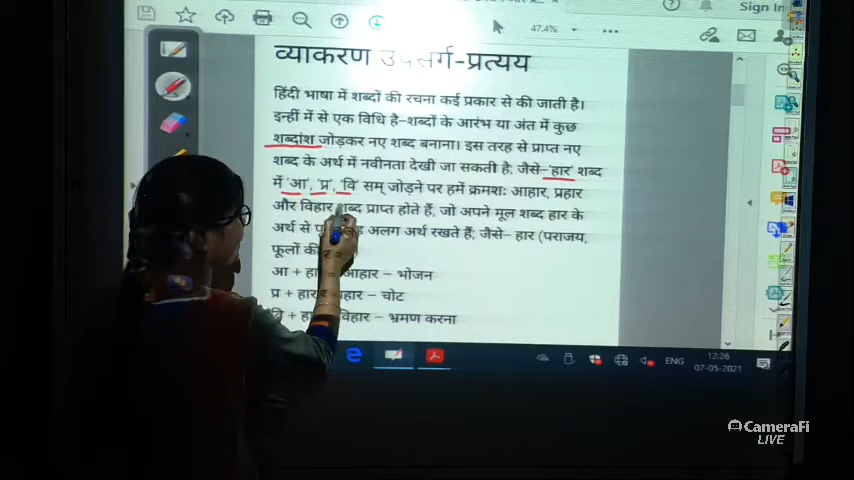 Sign In
47.4%
व्याकरण उपसर्ग-प्रत्यय
हिंदी भाषा में शब्दों की रचना कई प्रकार से की जाती है।
इन्हीं में से एक विधि है–शब्दों के आरंभ या अंत में कुछ
शब्दांश जोड़कर नए शब्द बनाना। इस तरह से प्राप्त नए
शब्द के अर्थ में नवीनता देखी जा सकती है; जैसे–'हार' शब्द
में 'आ', 'प्र', 'वि' सम् जोड़ने पर हमें क्रमशः आहार, प्रहार
और विहार शब्द प्राप्त होते हैं, जो अपने मूल शब्द हार के
अर्थ से अलग अर्थ रखते हैं; जैसे– हार (पराजय,
फूलों की
आ + = आहार – भोजन
प्र + हार – चोट
वि + विहार – भ्रमण करना
ENG
12:26
07-05-2021
CameraFi
LIVE